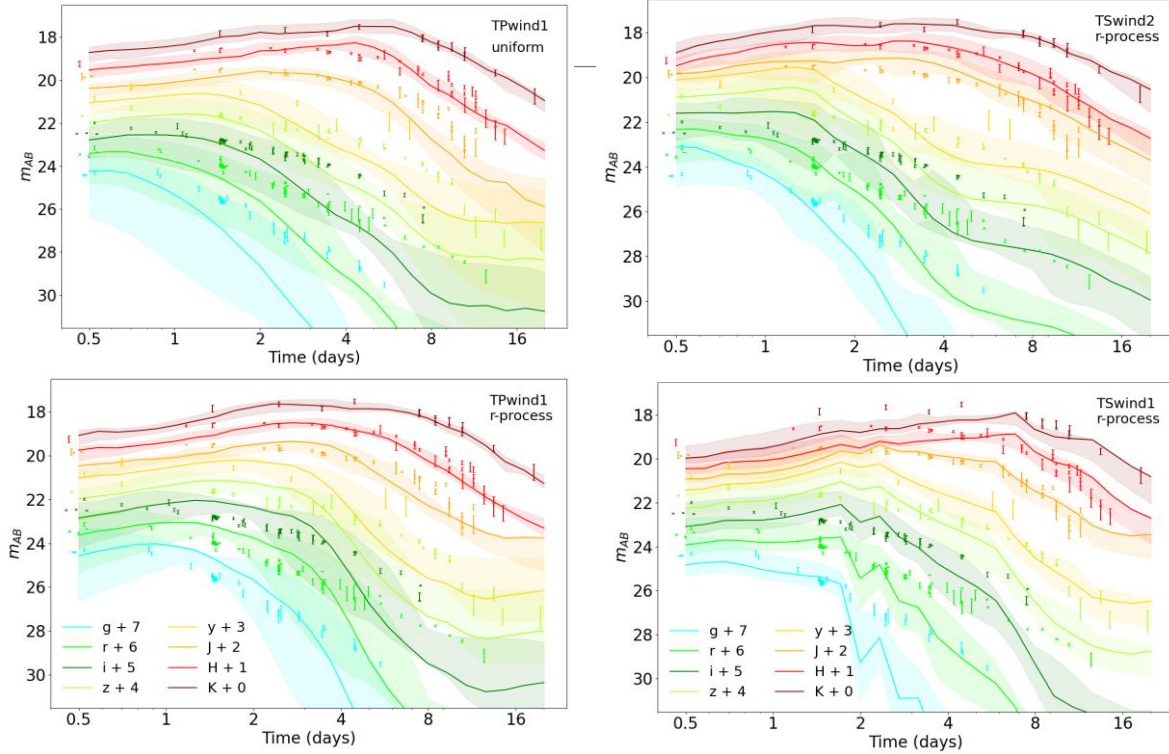 TPwind1
uniform
18
20
22
24
26
28
30
m_AB
0.5 1 2 4 8 16
Time (days)
TSwind2
r-process
18
20
22
24
26
28
30
m_AB
0.5 1 2 4 8 16
Time (days)
TPwind1
r-process
18
20
22
24
26
28
30
m_AB
g + 7 y + 3
r + 6 J + 2
i + 5 H + 1
z + 4 K + 0
0.5 1 2 4 8 16
Time (days)
TSwind1
r-process
18
20
22
24
26
28
30
m_AB
g + 7 y + 3
r + 6 J + 2
i + 5 H + 1
z + 4 K + 0
0.5 1 2 4 8 16
Time (days)